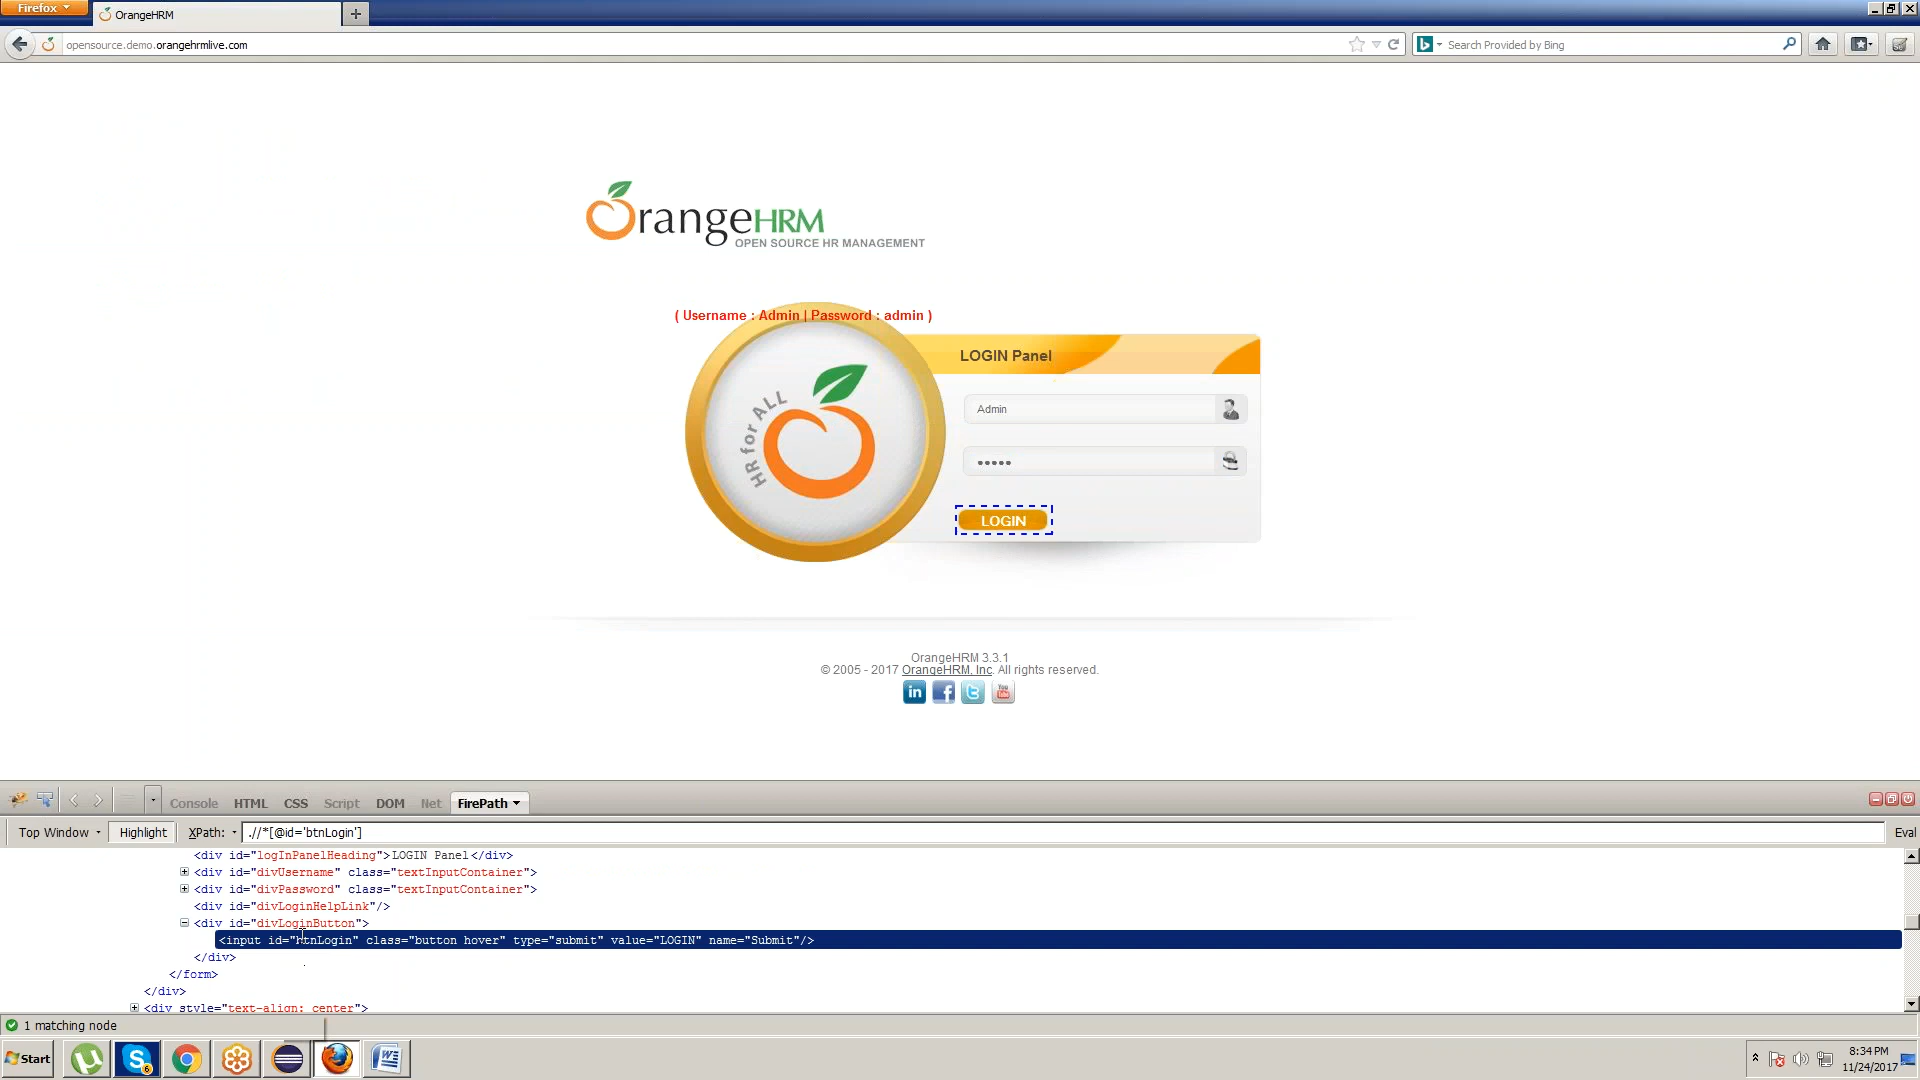 Firefox
OrangeHRM
opensource.demo.orangehrmlive.com
Search Provided by Bing
OrangeHRM
OPEN SOURCE HR MANAGEMENT
( Username : Admin | Password : admin )
LOGIN Panel
HR for ALL
Admin
•••••
LOGIN
OrangeHRM 3.3.1
© 2005 - 2017 OrangeHRM, Inc. All rights reserved.
in f t You Tube
Console HTML CSS Script DOM Net FirePath
Top Window Highlight XPath: .//*[@id='btnLogin'] Eval
<div id="logInPanelHeading">LOGIN Panel</div>
<div id="divUsername" class="textInputContainer">
<div id="divPassword" class="textInputContainer">
<div id="divLoginHelpLink"/>
<div id="divLoginButton">
<input id="btnLogin" class="button hover" type="submit" value="LOGIN" name="Submit"/>
</div>
</form>
</div>
<div style="text-align: center">
1 matching node
Start
8:34 PM
11/24/2017